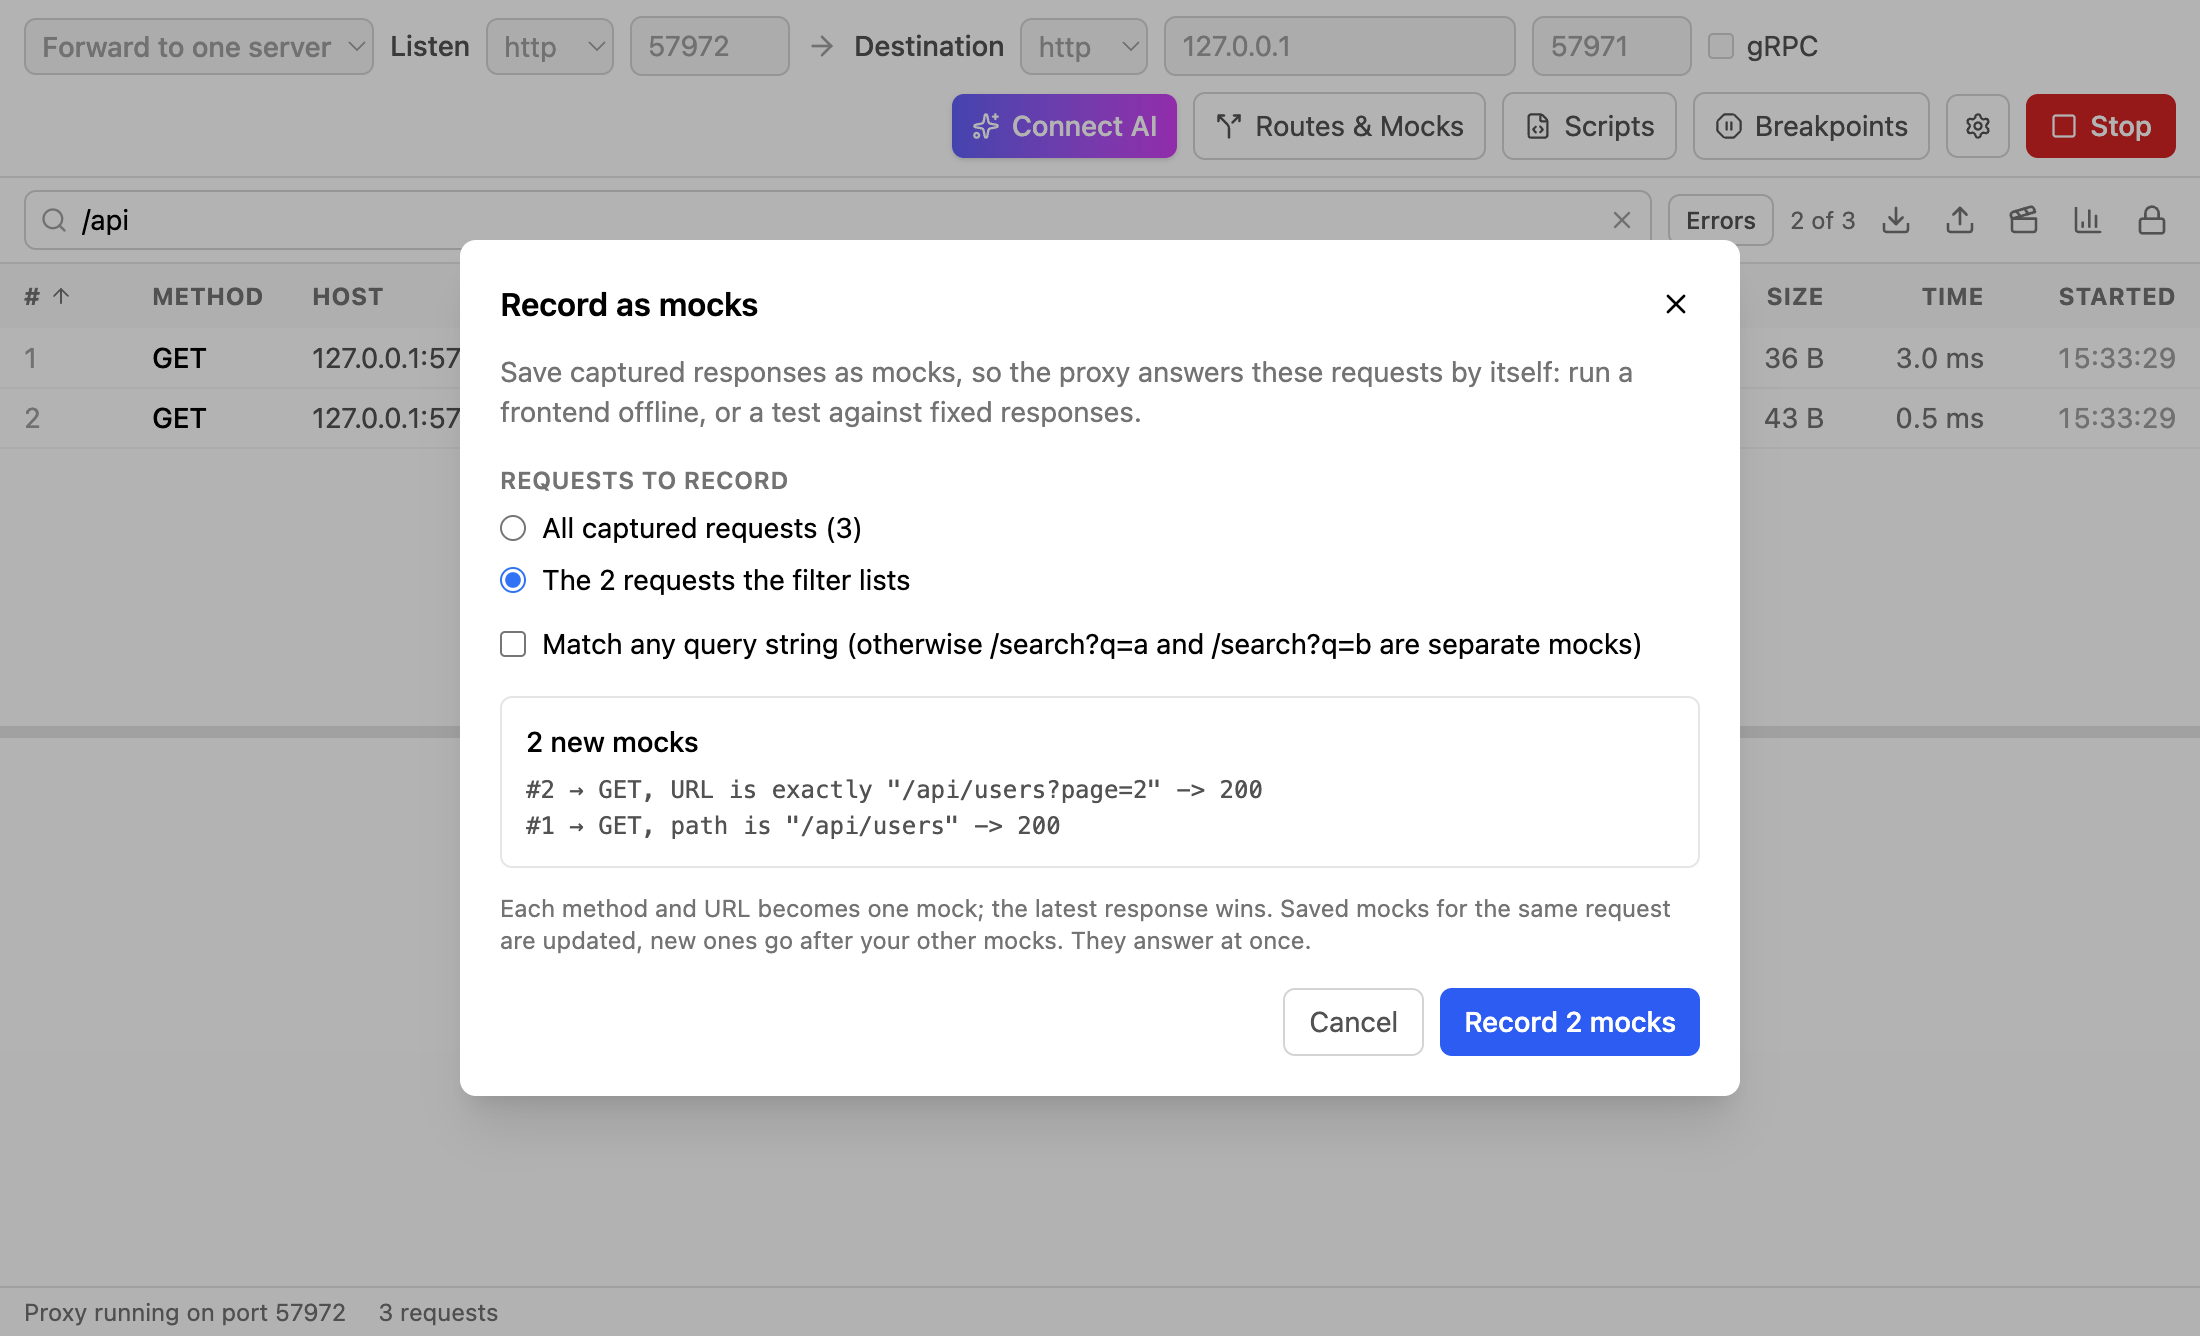 Forward to one server Listen http 57972 → Destination http 127.0.0.1 57971 gRPC
Connect AI Routes & Mocks Scripts Breakpoints Stop
/api Errors 2 of 3
# ↑ METHOD HOST SIZE TIME STARTED
1 GET 127.0.0.1:57 36 B 3.0 ms 15:33:29
2 GET 127.0.0.1:57 43 B 0.5 ms 15:33:29
Record as mocks
Save captured responses as mocks, so the proxy answers these requests by itself: run a
frontend offline, or a test against fixed responses.
REQUESTS TO RECORD
All captured requests (3)
The 2 requests the filter lists
Match any query string (otherwise /search?q=a and /search?q=b are separate mocks)
2 new mocks
#2 → GET, URL is exactly "/api/users?page=2" -> 200
#1 → GET, path is "/api/users" -> 200
Each method and URL becomes one mock; the latest response wins. Saved mocks for the same request
are updated, new ones go after your other mocks. They answer at once.
Cancel Record 2 mocks
Proxy running on port 57972 3 requests